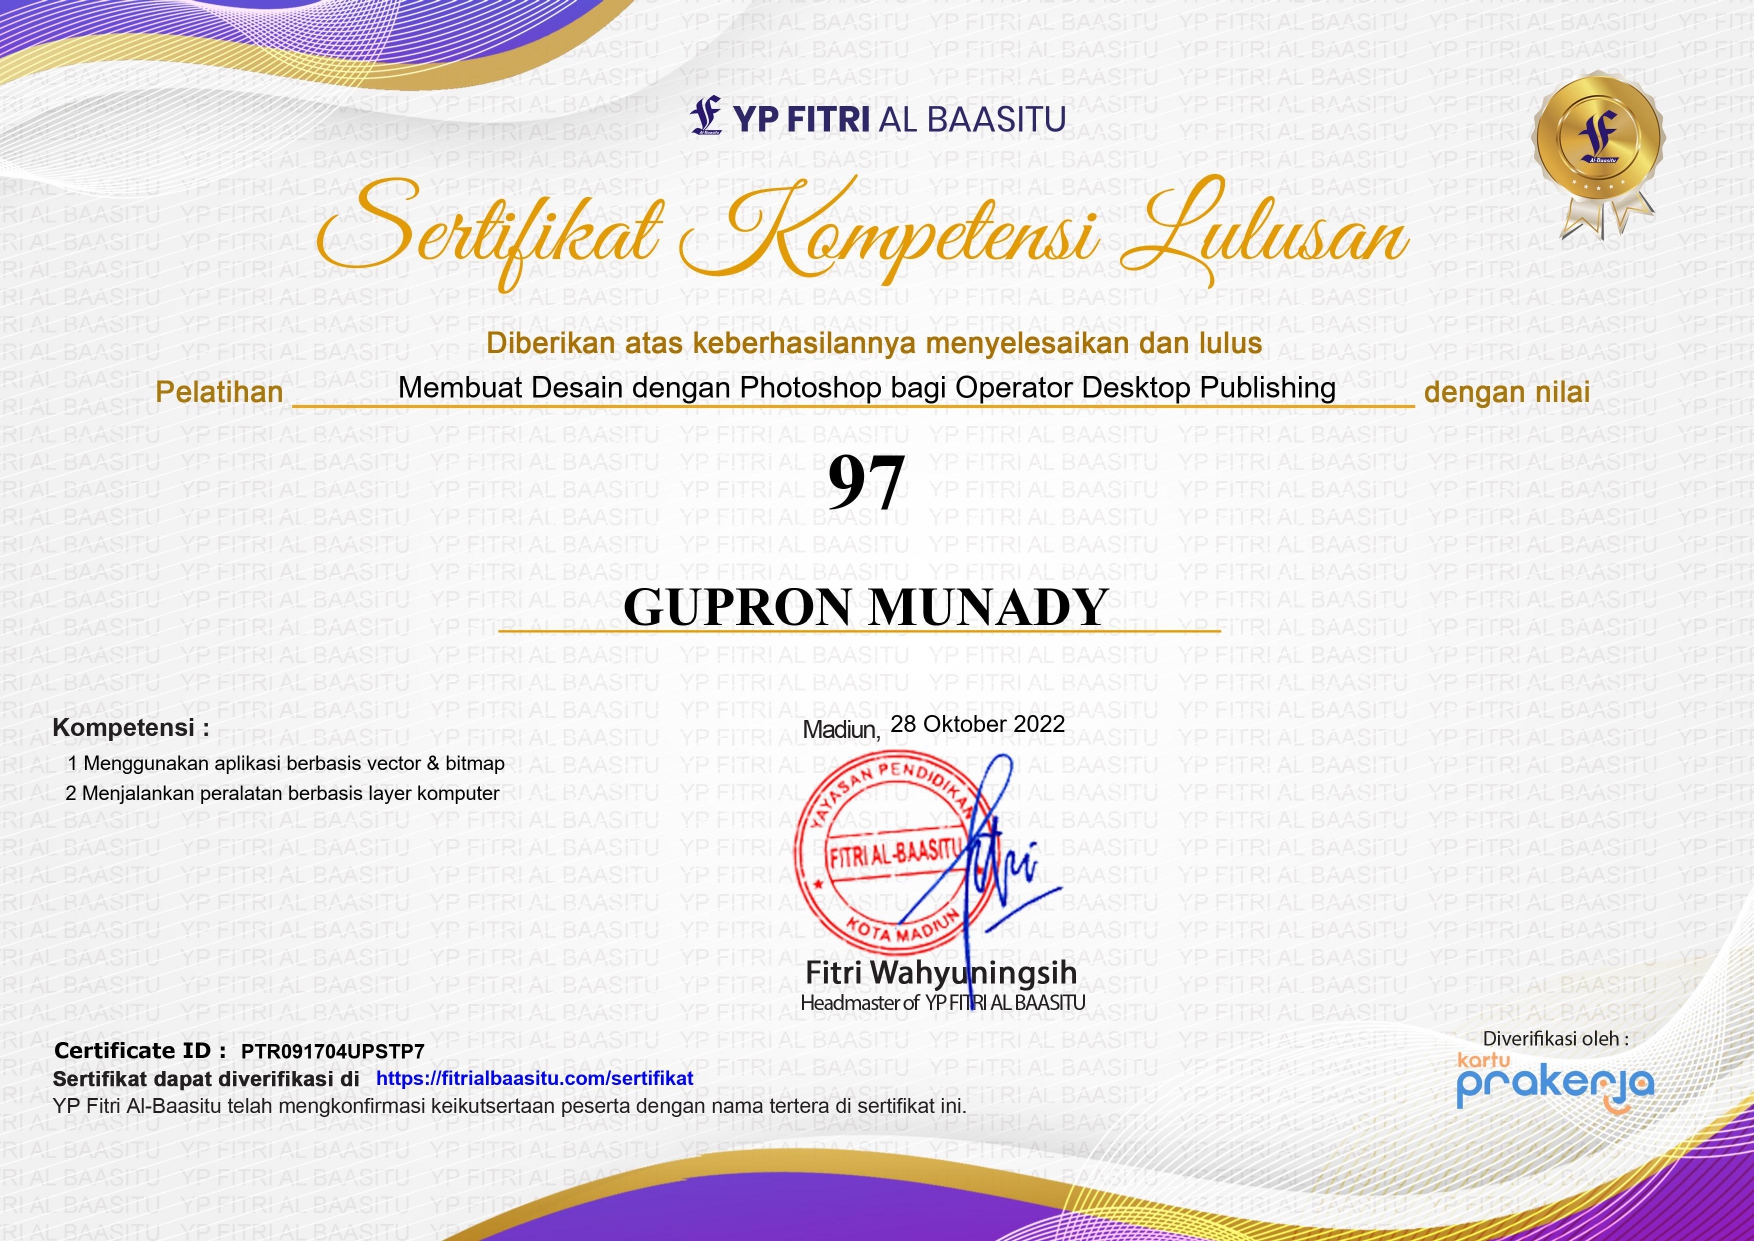 YP FITRI AL BAASITU
Al-Baasitu
Sertifikat Kompetensi Lulusan
Diberikan atas keberhasilannya menyelesaikan dan lulus
Pelatihan Membuat Desain dengan Photoshop bagi Operator Desktop Publishing dengan nilai
97
GUPRON MUNADY
Kompetensi :
1 Menggunakan aplikasi berbasis vector & bitmap
2 Menjalankan peralatan berbasis layer komputer
Madiun, 28 Oktober 2022
YAYASAN PENDIDIKAN
FITRI AL-BAASITU
KOTA MADIUN
Fitri
Fitri Wahyuningsih
Headmaster of YP FITRI AL BAASITU
Certificate ID : PTR091704UPSTP7
Sertifikat dapat diverifikasi di https://fitrialbaasitu.com/sertifikat
YP Fitri Al-Baasitu telah mengkonfirmasi keikutsertaan peserta dengan nama tertera di sertifikat ini.
Diverifikasi oleh :
kartu
prakerja